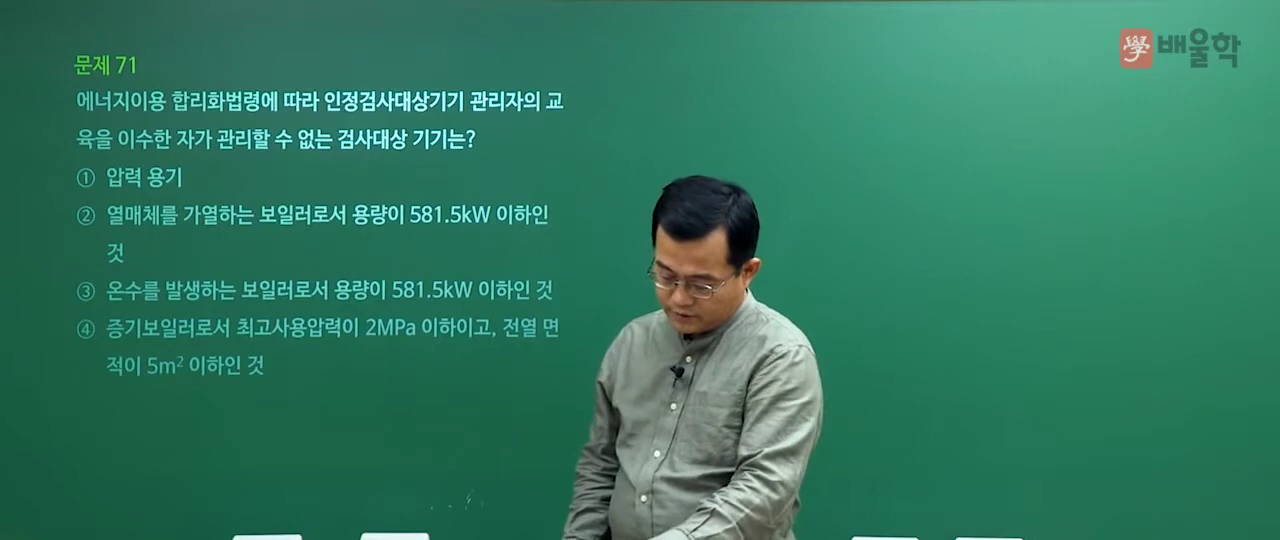 學 배울학
문제 71
에너지이용 합리화법령에 따라 인정검사대상기기 관리자의 교
육을 이수한 자가 관리할 수 없는 검사대상 기기는?
① 압력 용기
② 열매체를 가열하는 보일러로서 용량이 581.5kW 이하인
것
③ 온수를 발생하는 보일러로서 용량이 581.5kW 이하인 것
④ 증기보일러로서 최고사용압력이 2MPa 이하이고, 전열 면
적이 5m² 이하인 것